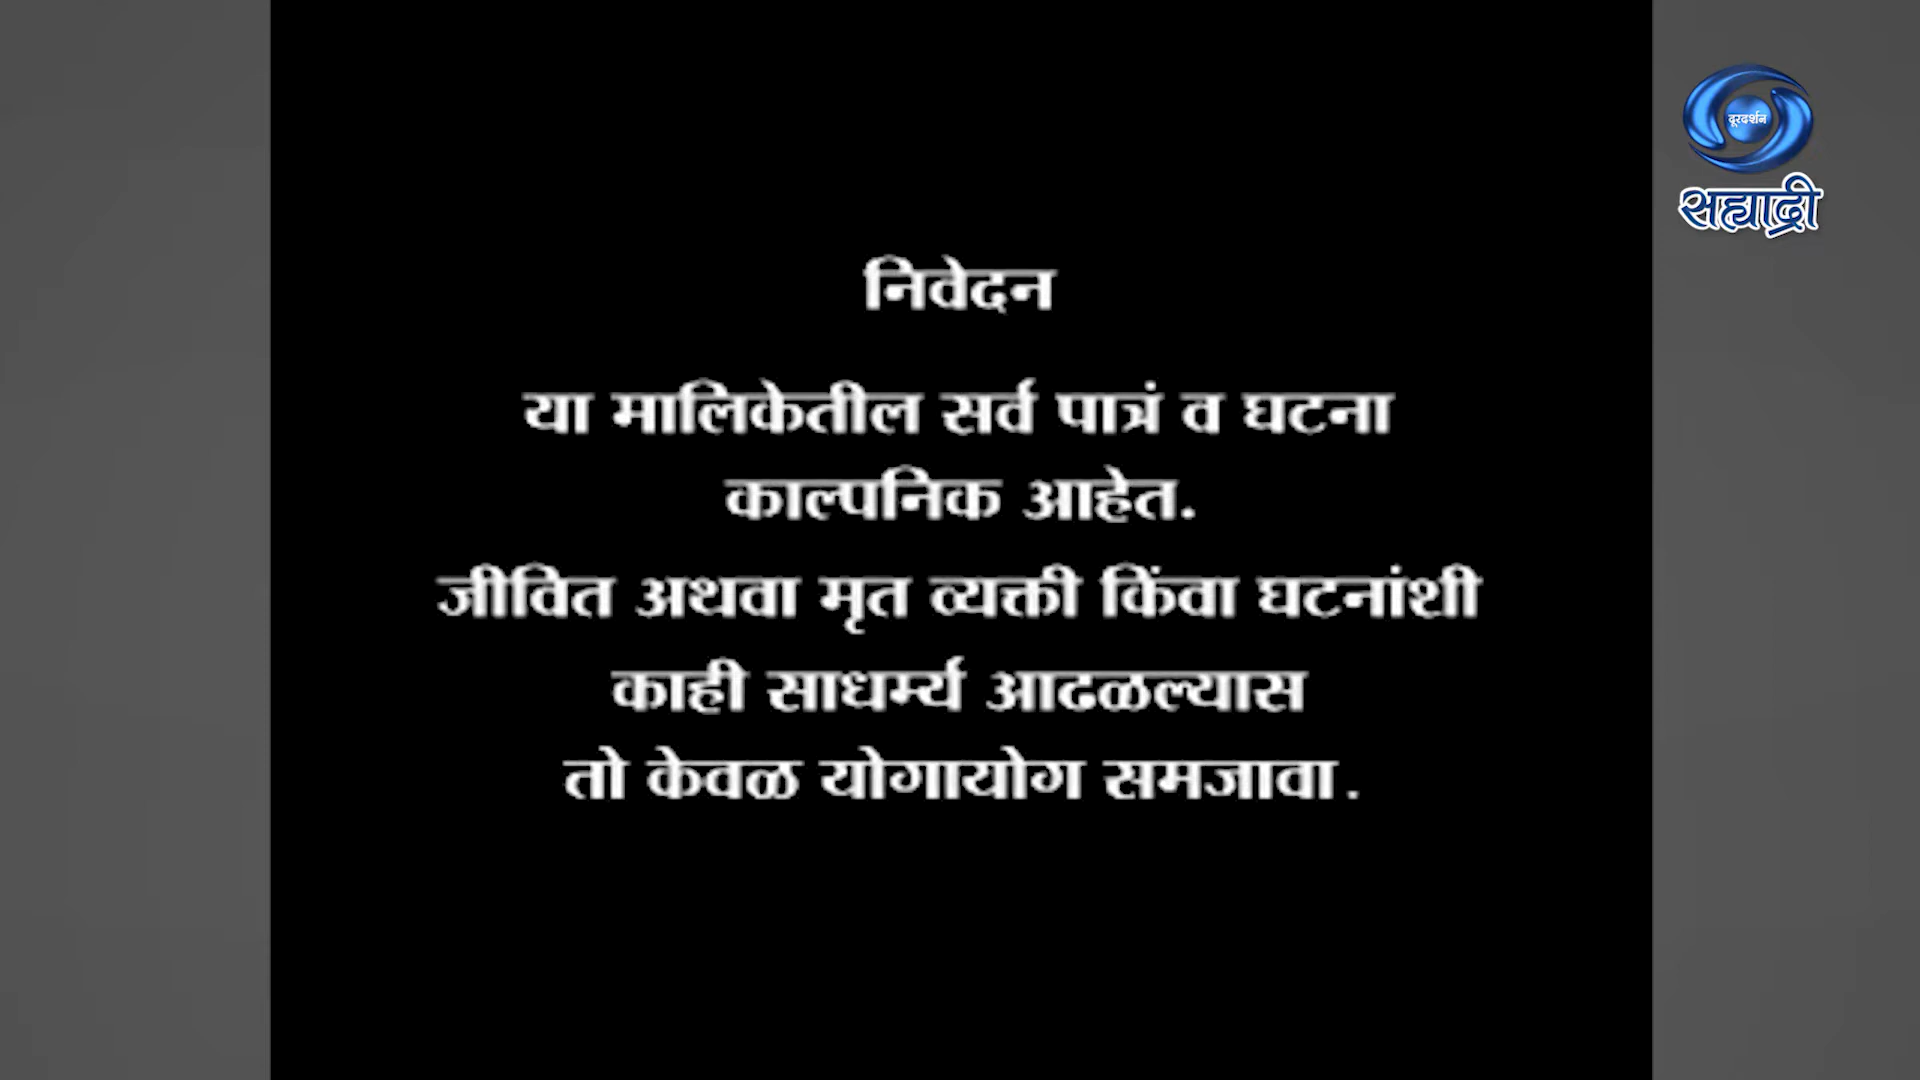 दूरदर्शन
सह्याद्री
निवेदन
या मालिकेतील सर्व पात्रं व घटना
काल्पनिक आहेत.
जीवित अथवा मृत व्यक्ती किंवा घटनांशी
काही साधर्म्य आढळल्यास
तो केवळ योगायोग समजावा.